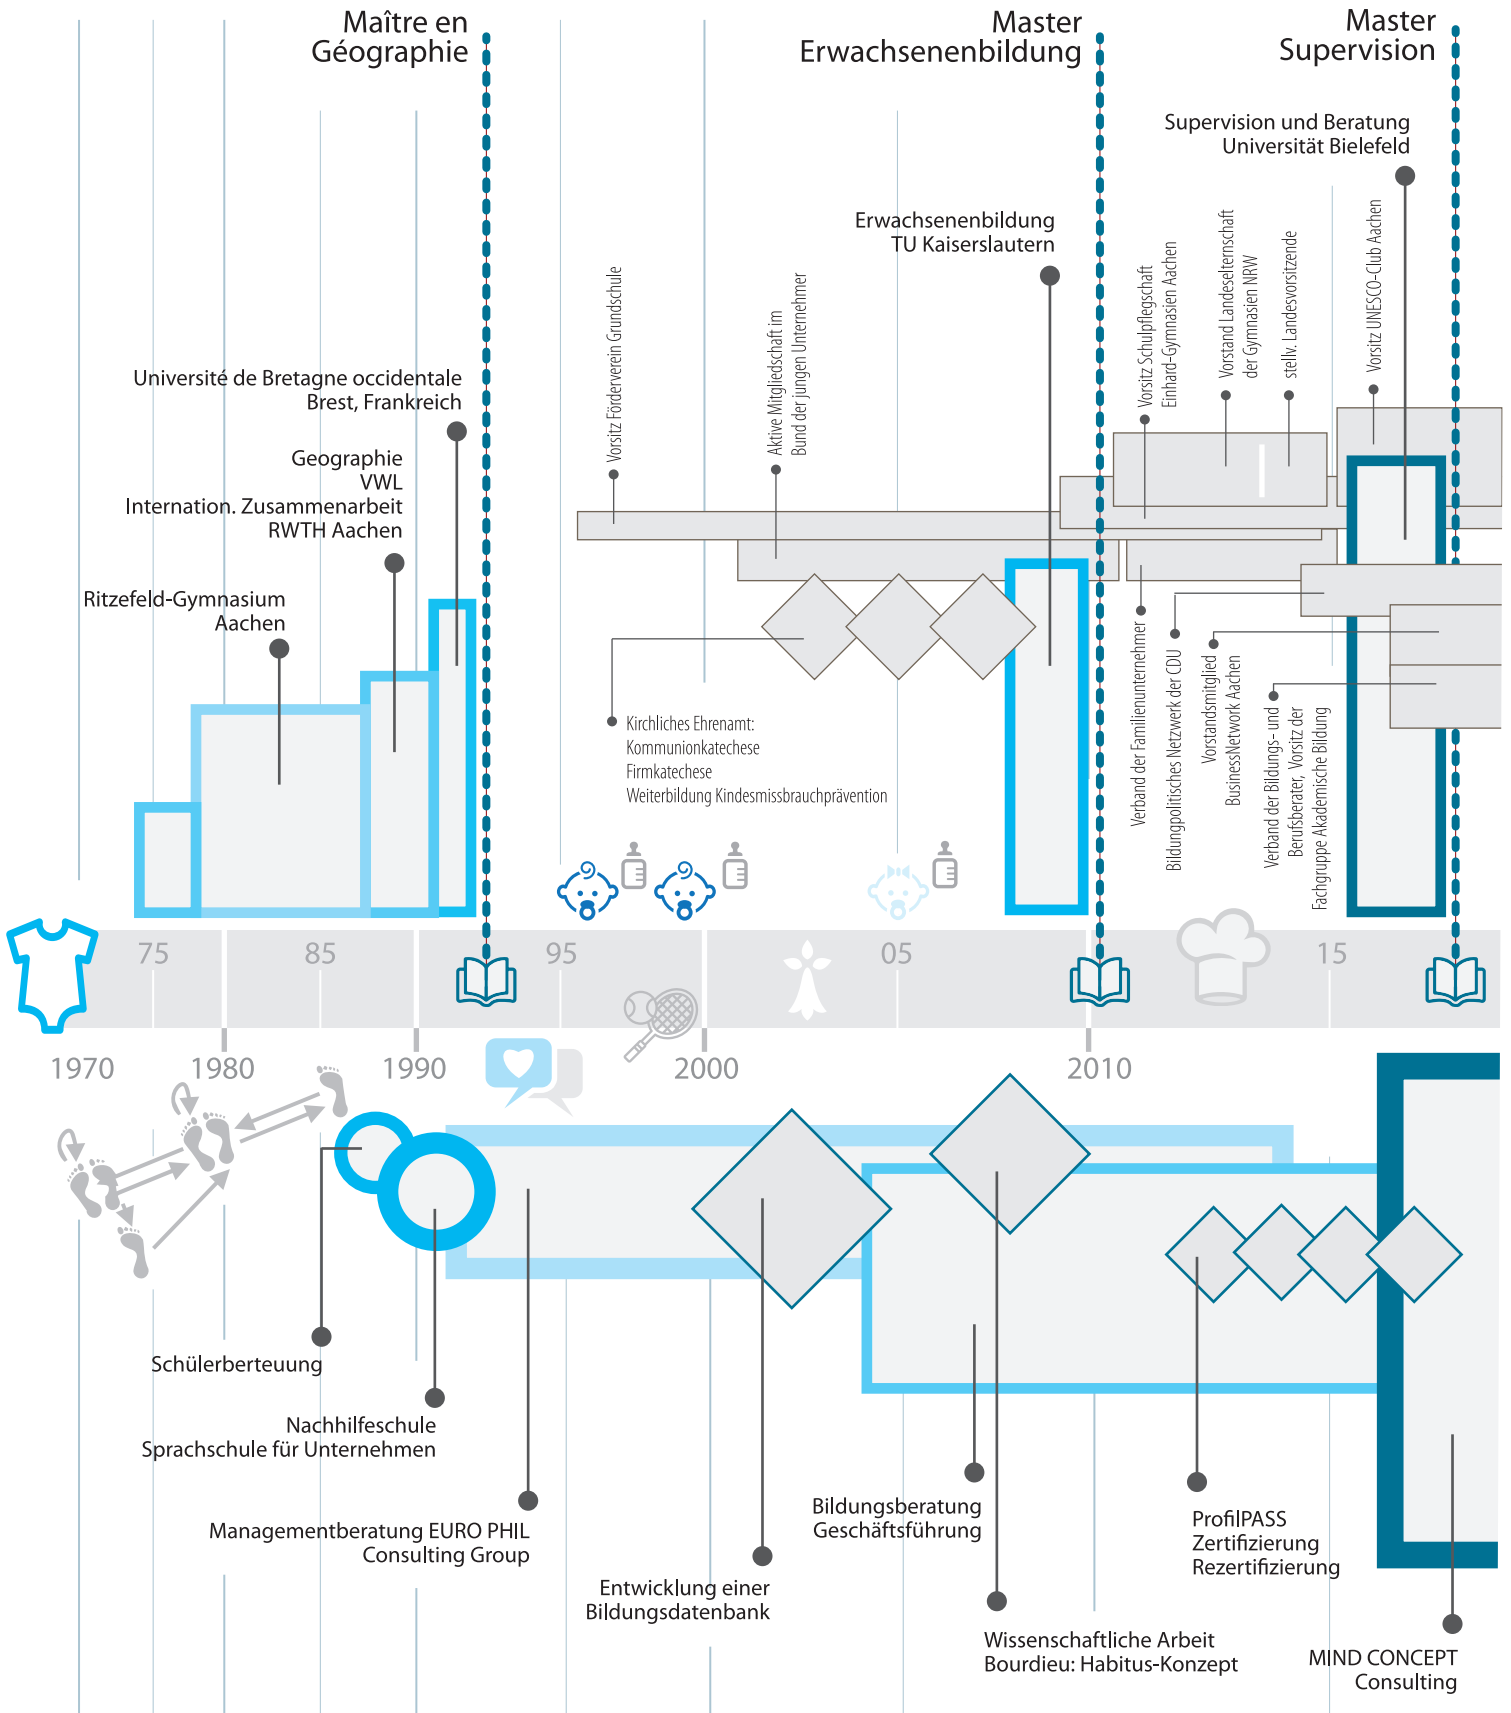 Maître en
Géographie
Master
Erwachsenenbildung
Master
Supervision
Supervision und Beratung
Universität Bielefeld
Erwachsenenbildung
TU Kaiserslautern
Université de Bretagne occidentale
Brest, Frankreich
Geographie
VWL
Internation. Zusammenarbeit
RWTH Aachen
Ritzefeld-Gymnasium
Aachen
Vorsitz Förderverein Grundschule
Aktive Mitgliedschaft im
Bund der jungen Unternehmer
Vorsitz Schulpflegschaft
Einhard-Gymnasien Aachen
Vorstand Landeselternschaft
der Gymnasien NRW
stellv. Landesvorsitzende
Vorsitz UNESCO-Club Aachen
Kirchliches Ehrenamt:
Kommunionkatechese
Firmkatechese
Weiterbildung Kindesmissbrauchprävention
Verband der Familienunternehmer
Bildungpolitisches Netzwerk der CDU
Vorstandsmitglied
BusinessNetwork Aachen
Verband der Bildungs- und
Berufsberater, Vorsitz der
Fachgruppe Akademische Bildung
75
85
95
05
15
1970
1980
1990
2000
2010
Schülerberteuung
Nachhilfeschule
Sprachschule für Unternehmen
Managementberatung EURO PHIL
Consulting Group
Entwicklung einer
Bildungsdatenbank
Bildungsberatung
Geschäftsführung
Wissenschaftliche Arbeit
Bourdieu: Habitus-Konzept
ProfilPASS
Zertifizierung
Rezertifizierung
MIND CONCEPT
Consulting